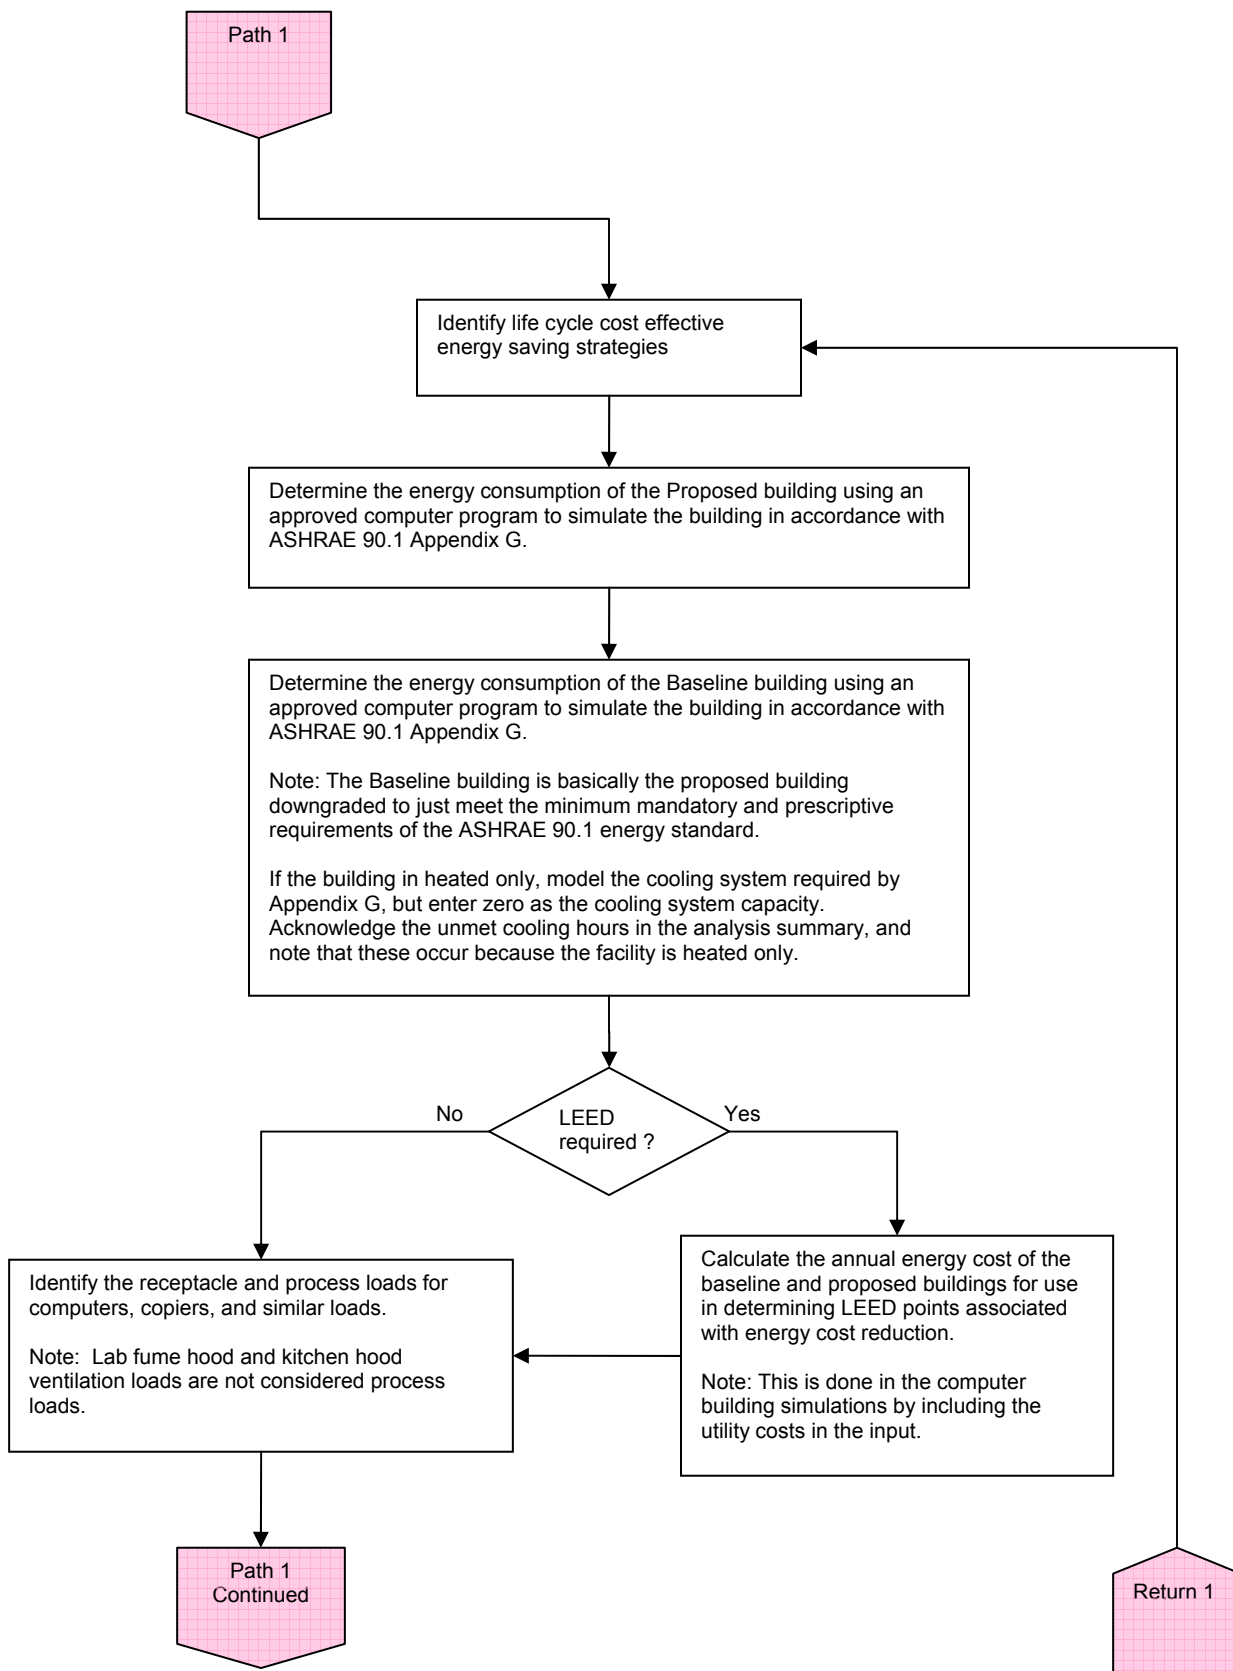 Path 1
Identify life cycle cost effective
energy saving strategies
Determine the energy consumption of the Proposed building using an
approved computer program to simulate the building in accordance with
ASHRAE 90.1 Appendix G.
Determine the energy consumption of the Baseline building using an
approved computer program to simulate the building in accordance with
ASHRAE 90.1 Appendix G.
Note: The Baseline building is basically the proposed building
downgraded to just meet the minimum mandatory and prescriptive
requirements of the ASHRAE 90.1 energy standard.
If the building in heated only, model the cooling system required by
Appendix G, but enter zero as the cooling system capacity.
Acknowledge the unmet cooling hours in the analysis summary, and
note that these occur because the facility is heated only.
No
LEED
required ?
Yes
Identify the receptacle and process loads for
computers, copiers, and similar loads.
Note:  Lab fume hood and kitchen hood
ventilation loads are not considered process
loads.
Calculate the annual energy cost of the
baseline and proposed buildings for use
in determining LEED points associated
with energy cost reduction.
Note: This is done in the computer
building simulations by including the
utility costs in the input.
Path 1
Continued
Return 1